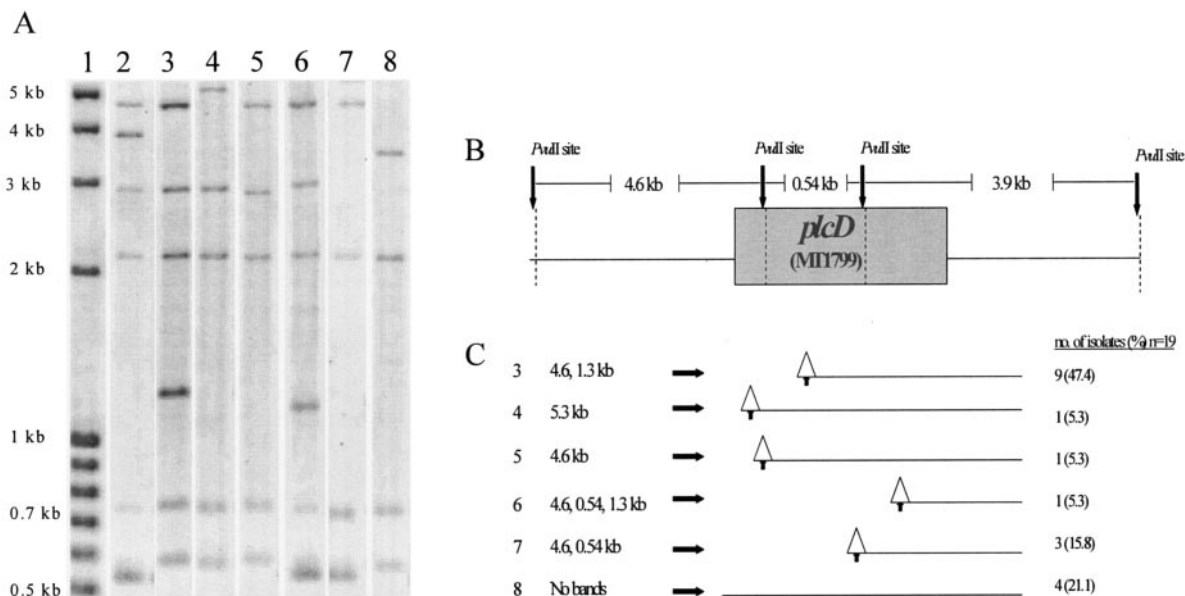 A
1 2 3 4 5 6 7 8
5 kb
4 kb
3 kb
2 kb
1 kb
0.7 kb
0.5 kb
B
PvuII site
PvuII site
PvuII site
PvuII site
4.6 kb
0.54 kb
3.9 kb
plcD
(MT1799)
C
no. of isolates (%) n=19
3 4.6, 1.3 kb 9 (47.4)
4 5.3 kb 1 (5.3)
5 4.6 kb 1 (5.3)
6 4.6, 0.54, 1.3 kb 1 (5.3)
7 4.6, 0.54 kb 3 (15.8)
8 No bands 4 (21.1)